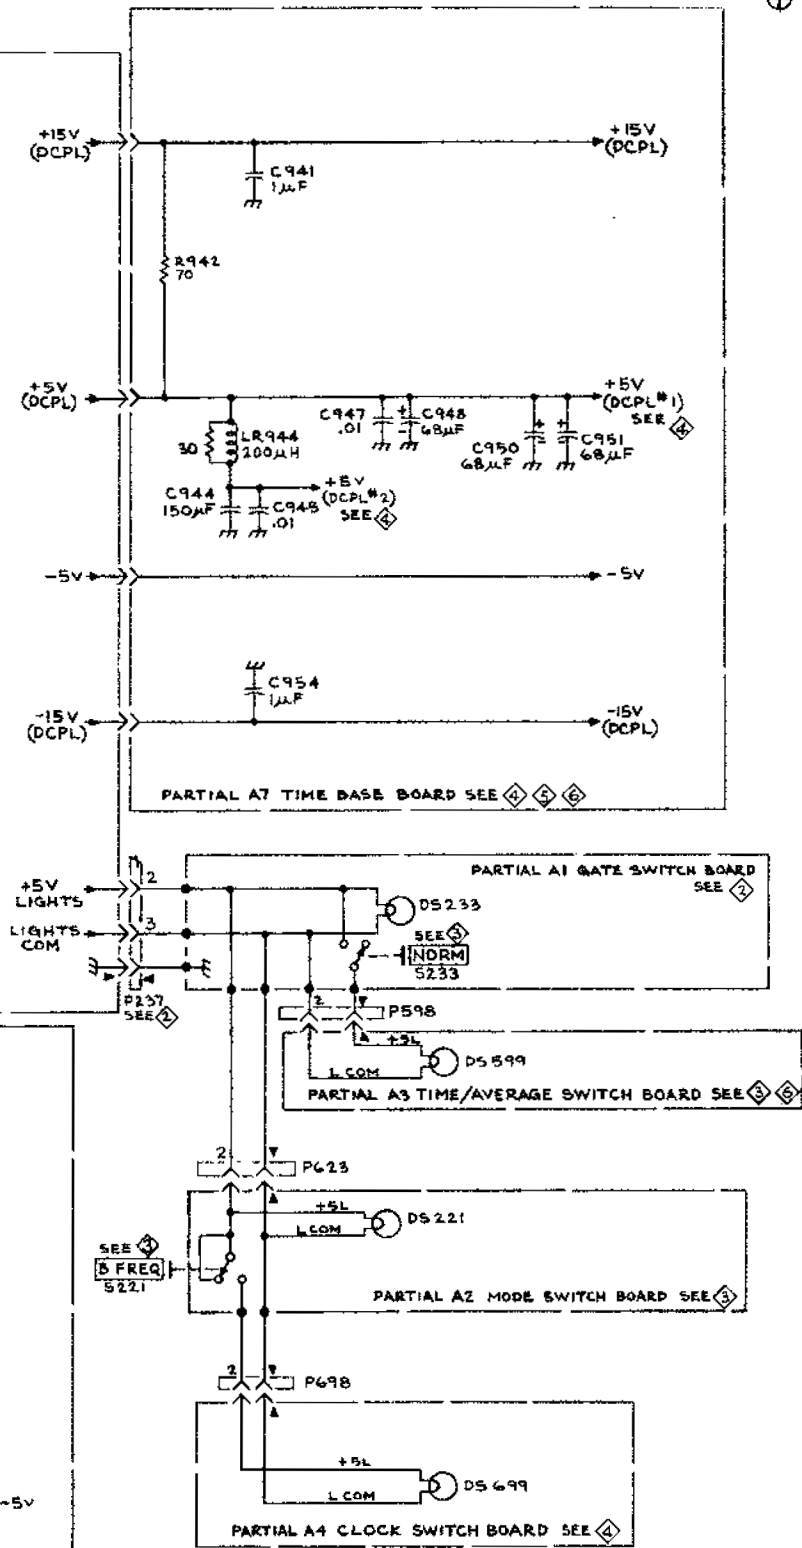 +15V
(DCPL)
+15V
(DCPL)
C941
1µF
R942
70
+5V
(DCPL)
+5V
(DCPL#1)
SEE 4
C947
.01
C948
68µF
C950
68µF
C951
68µF
30
LR944
200µH
+5V
(DCPL#2)
SEE 4
C944
150µF
C945
.01
-5V
-5V
C954
1µF
-15V
(DCPL)
-15V
(DCPL)
PARTIAL A7 TIME BASE BOARD SEE 4 5 6
PARTIAL A1 GATE SWITCH BOARD
SEE 2
+5V
LIGHTS
2
DS233
LIGHTS
COM
3
SEE 3
NORM
S233
P237
SEE 2
2
P598
+5L
DS599
L COM
PARTIAL A3 TIME/AVERAGE SWITCH BOARD SEE 3 5
2
P623
+5L
DS221
L COM
SEE 3
B FREQ
S221
PARTIAL A2 MODE SWITCH BOARD SEE 3
2
P698
+5L
DS699
L COM
-5V
PARTIAL A4 CLOCK SWITCH BOARD SEE 4